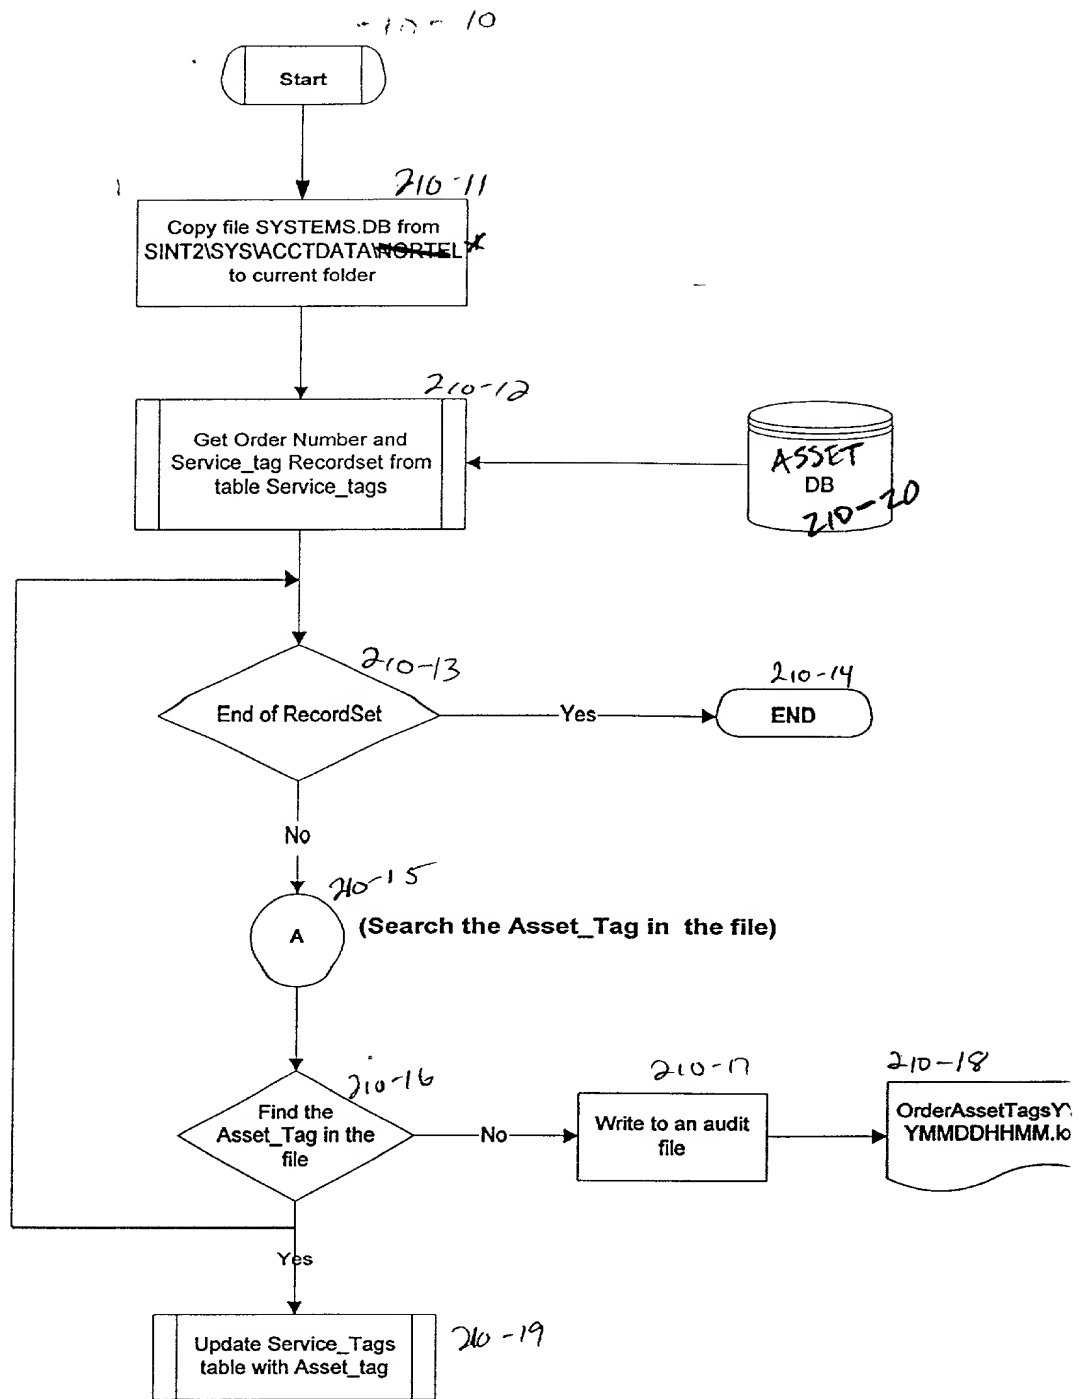 10-10
Start
210-11
Copy file SYSTEMS.DB from
SINT2\SYS\ACCTDATA\NORTEL *
to current folder
210-12
Get Order Number and
Service_tag Recordset from
table Service_tags
ASSET
DB
210-20
210-13
End of RecordSet
Yes
210-14
END
No
210-15
A
(Search the Asset_Tag in the file)
210-16
Find the
Asset_Tag in the
file
No
210-17
Write to an audit
file
210-18
OrderAssetTagsY
YMMDDHHMM.lo
Yes
Update Service_Tags
table with Asset_tag
210-19